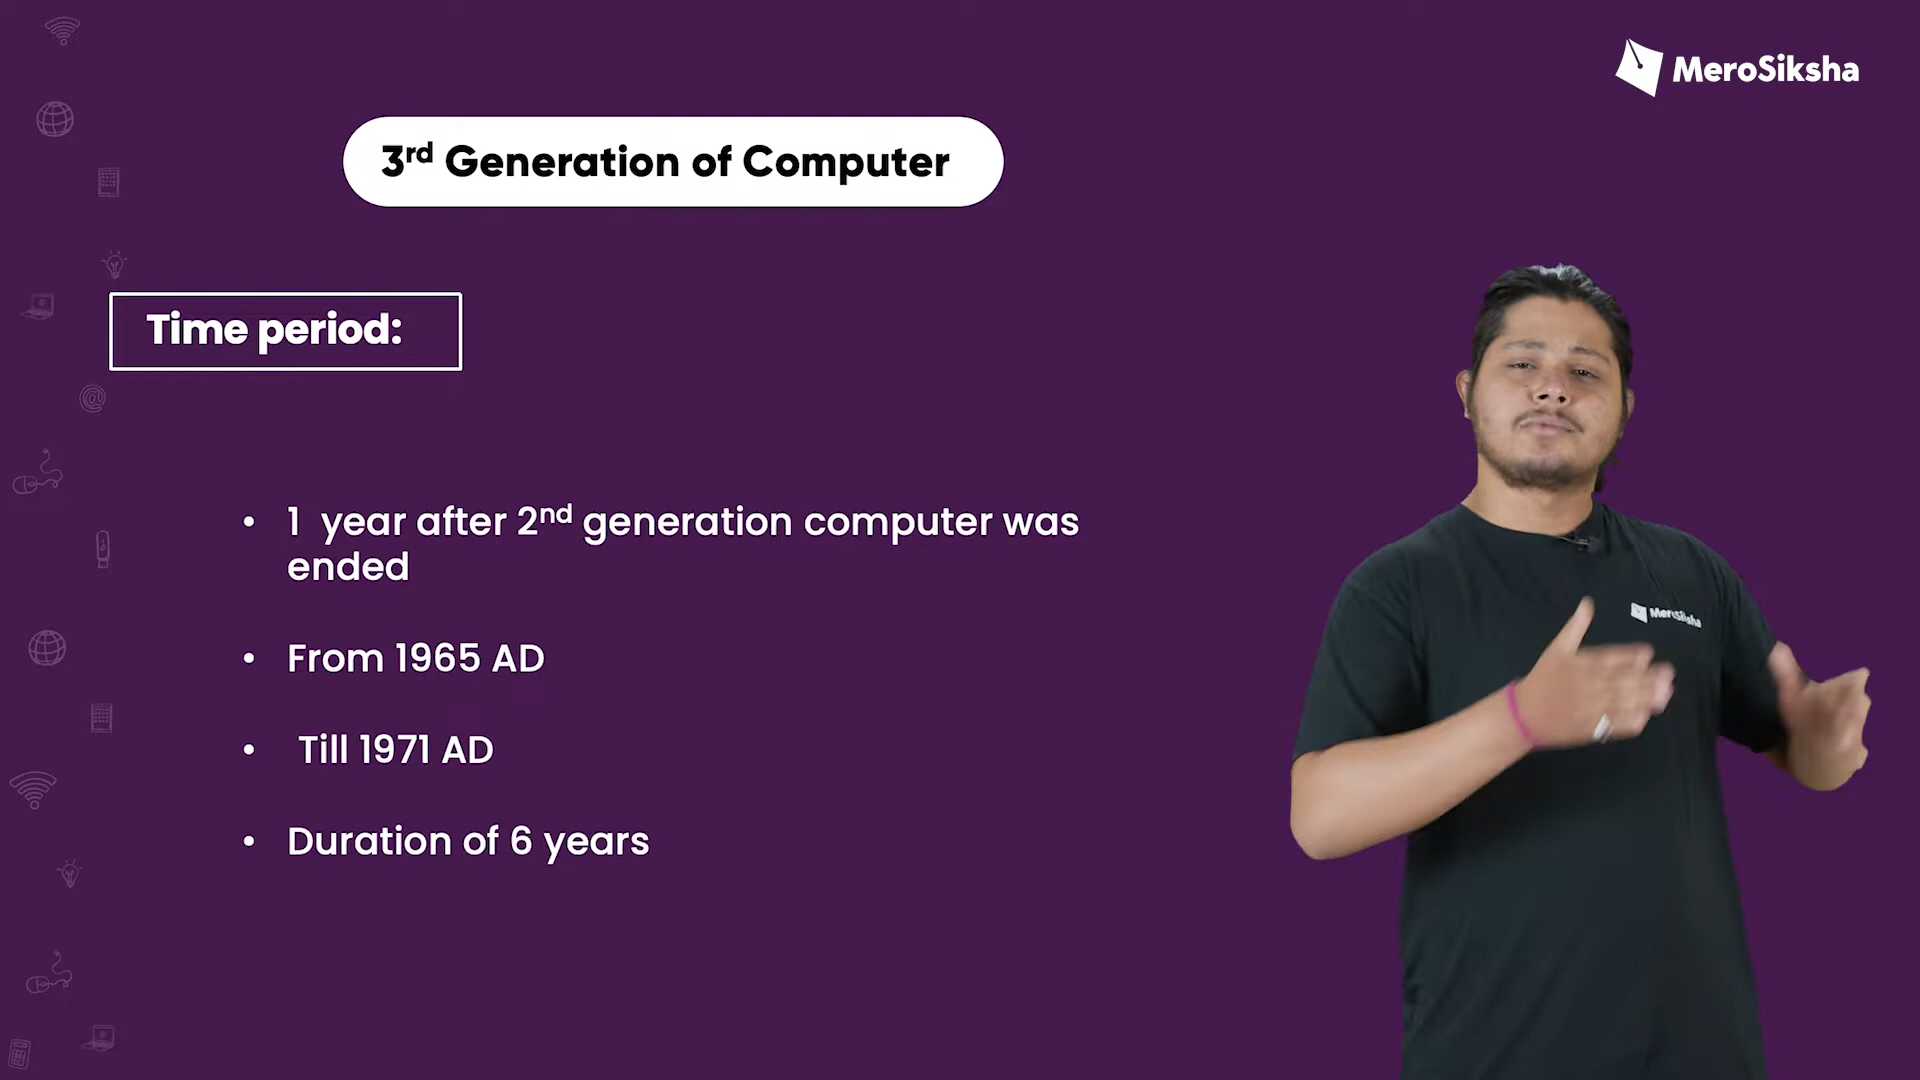 MeroSiksha
3rd Generation of Computer
Time period:
• 1 year after 2nd generation computer was
ended
• From 1965 AD
• Till 1971 AD
• Duration of 6 years
MeroSiksha